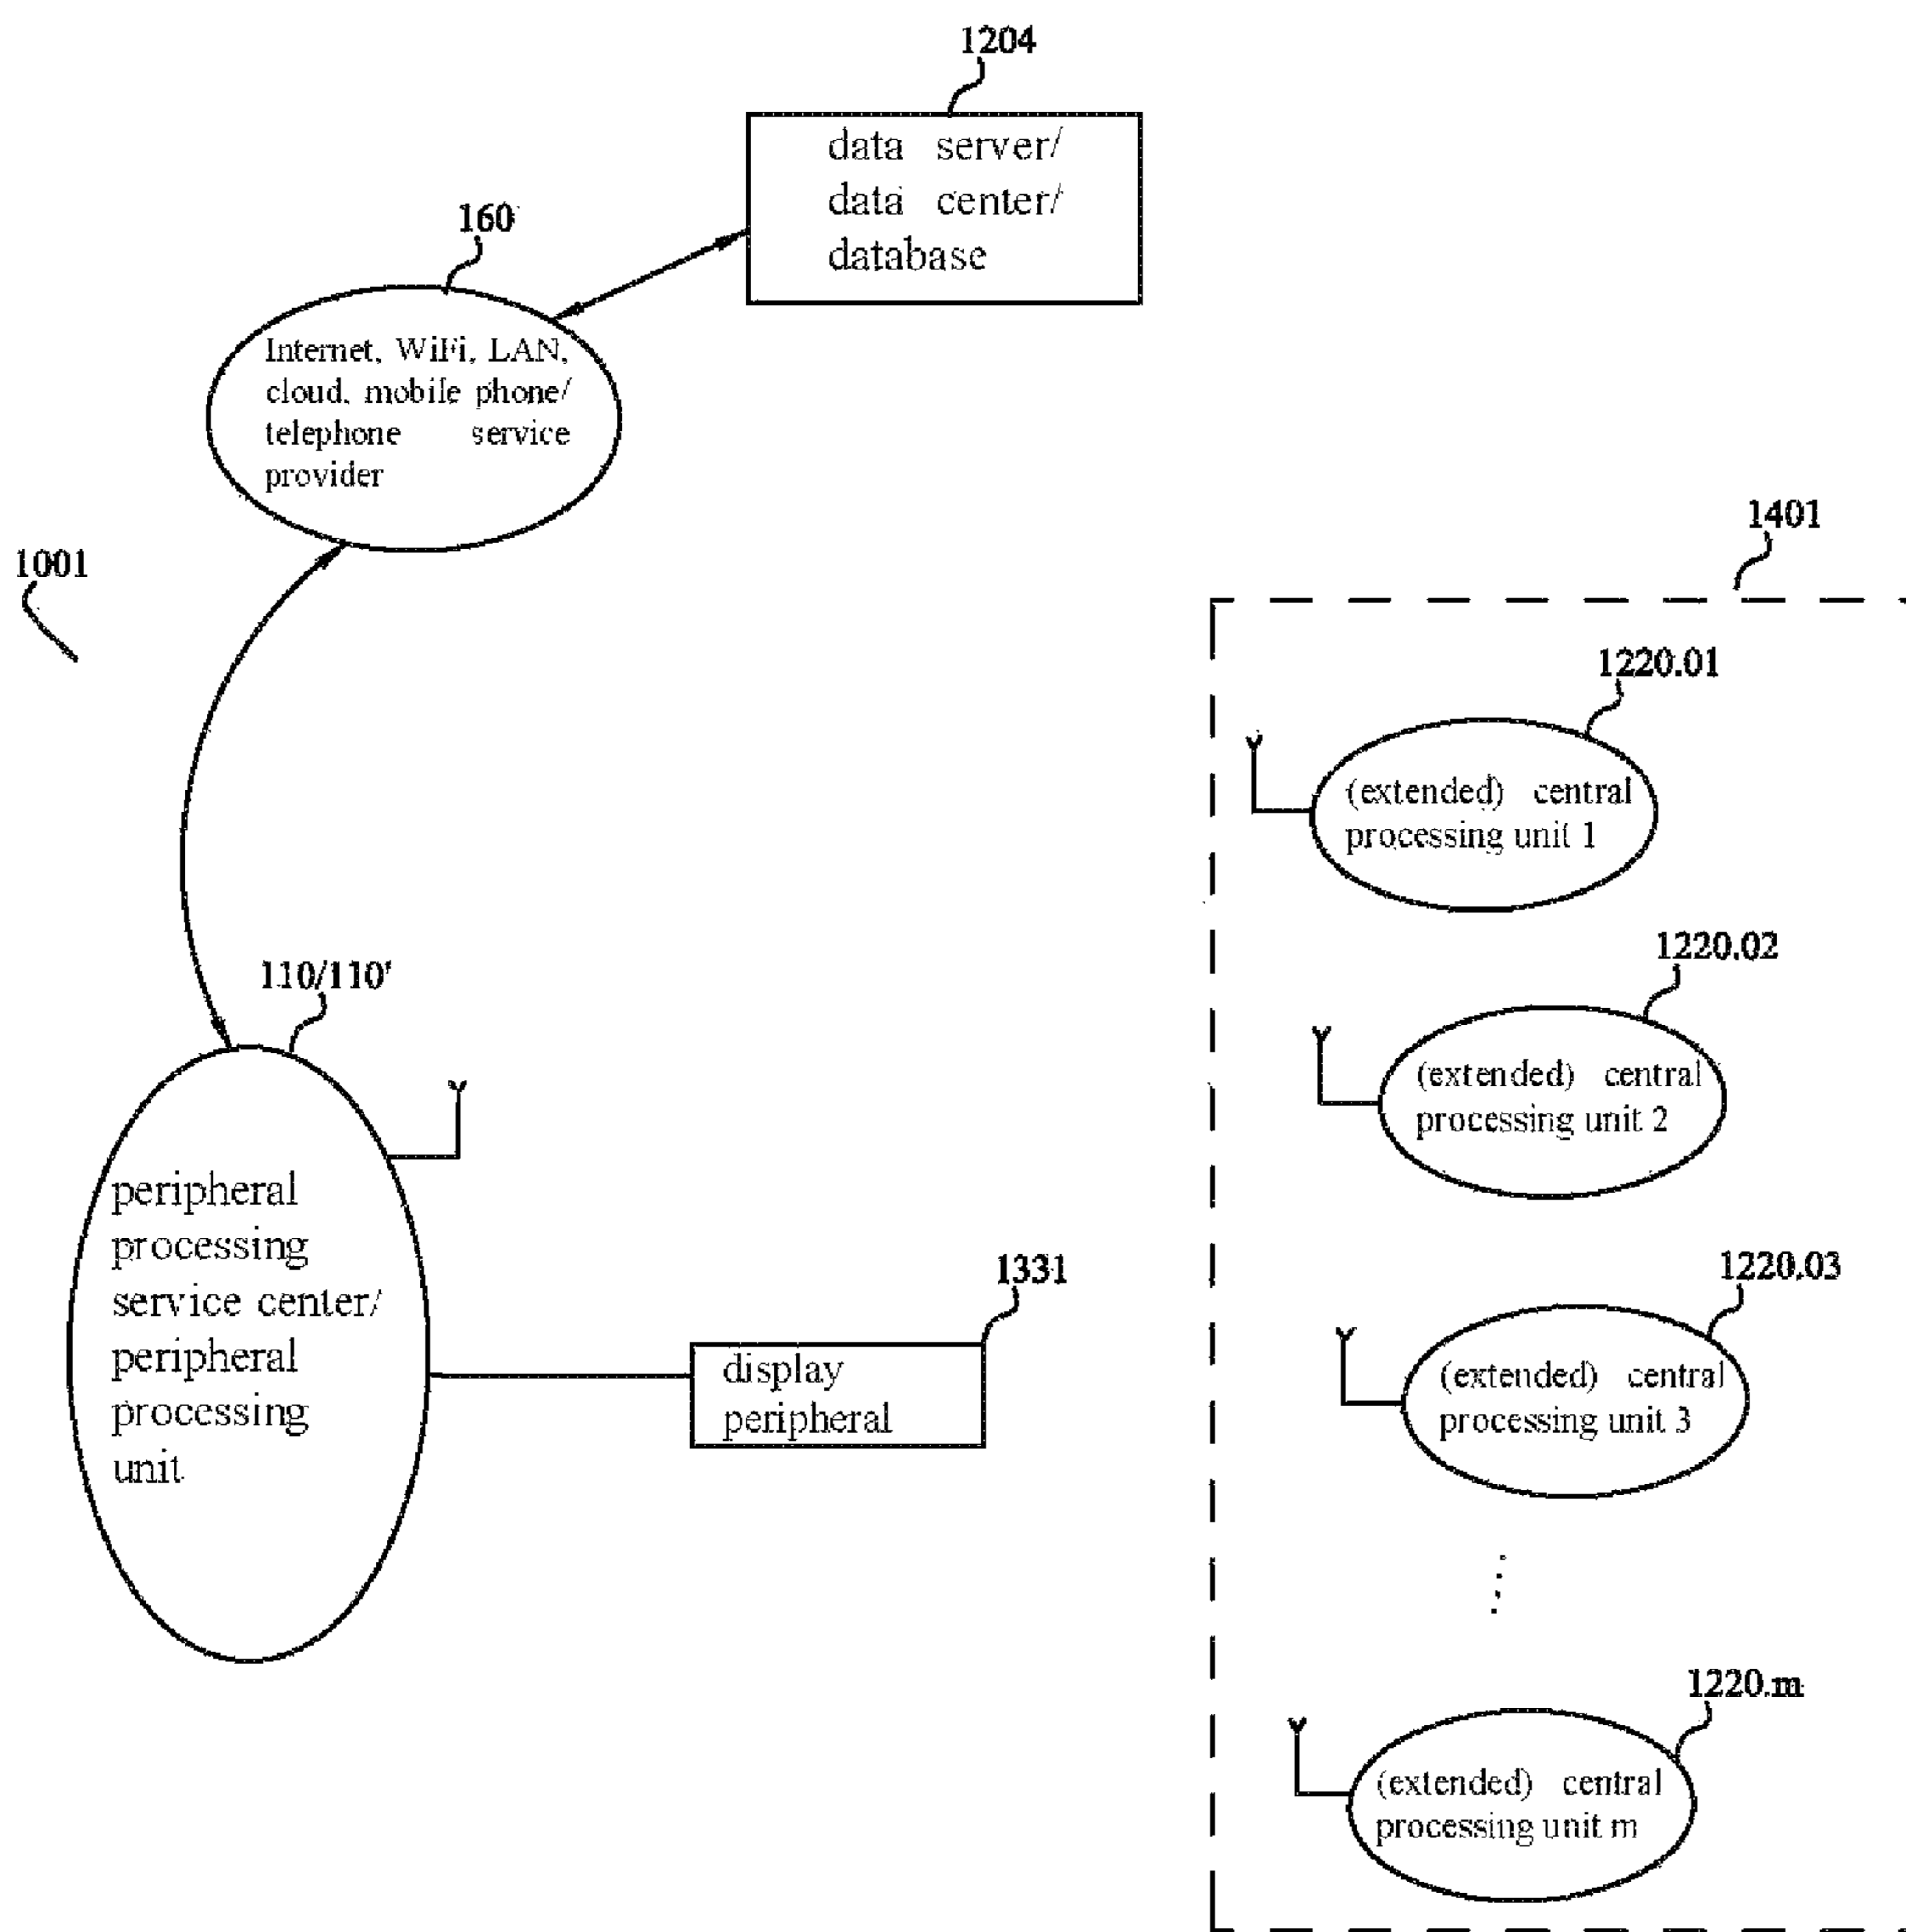 1204
data server/
data center/
database
160
Internet, WiFi, LAN,
cloud, mobile phone/
telephone service
provider
1001
1401
1220.01
(extended) central
processing unit 1
1220.02
(extended) central
processing unit 2
110/110'
peripheral
processing
service center/
peripheral
processing
unit
1331
display
peripheral
1220.03
(extended) central
processing unit 3
1220.m
(extended) central
processing unit m